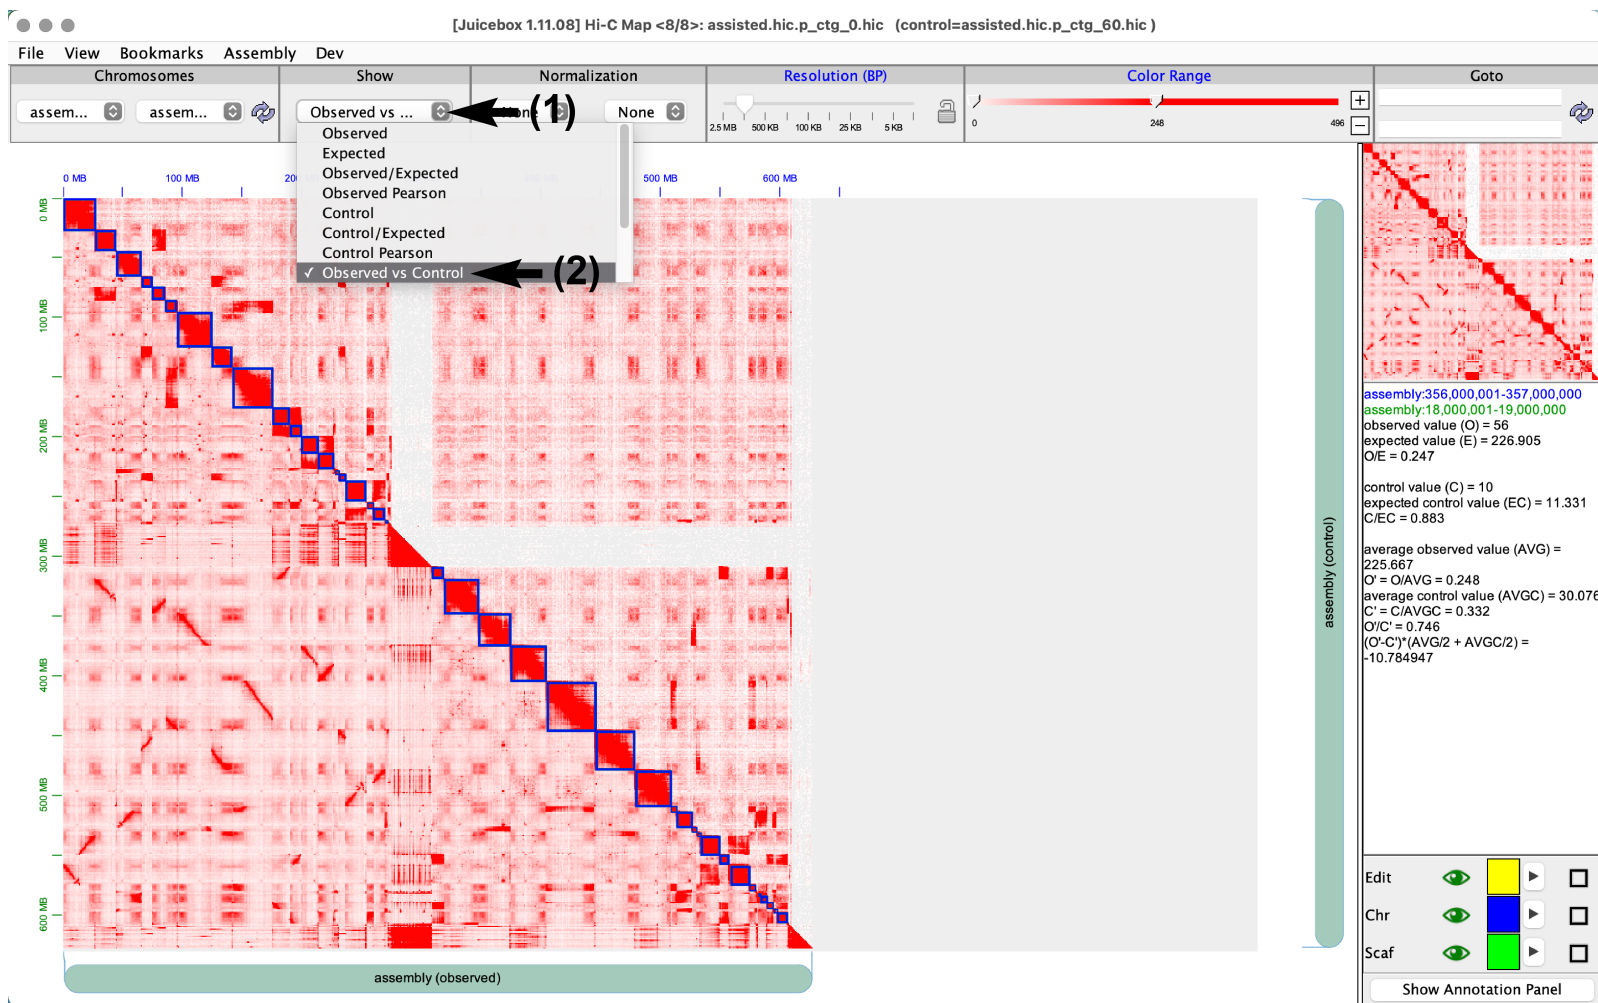 [Juicebox 1.11.08] Hi-C Map <8/8>: assisted.hic.p_ctg_0.hic (control=assisted.hic.p_ctg_60.hic )
File View Bookmarks Assembly Dev
Chromosomes Show Normalization Resolution (BP) Color Range Goto
assem... assem... Observed vs ... (1) None
2.5 MB 500 KB 100 KB 25 KB 5 KB
0 248 496
Observed
Expected
Observed/Expected
Observed Pearson
Control
Control/Expected
Control Pearson
✓ Observed vs Control (2)
0 MB 100 MB 500 MB 600 MB
0 MB
100 MB
200 MB
300 MB
400 MB
500 MB
600 MB
assembly (control)
assembly (observed)
assembly:356,000,001-357,000,000
assembly:18,000,001-19,000,000
observed value (O) = 56
expected value (E) = 226.905
O/E = 0.247
control value (C) = 10
expected control value (EC) = 11.331
C/EC = 0.883
average observed value (AVG) =
225.667
O' = O/AVG = 0.248
average control value (AVGC) = 30.076
C' = C/AVGC = 0.332
O'/C' = 0.746
(O'-C')*(AVG/2 + AVGC/2) =
-10.784947
Edit
Chr
Scaf
Show Annotation Panel